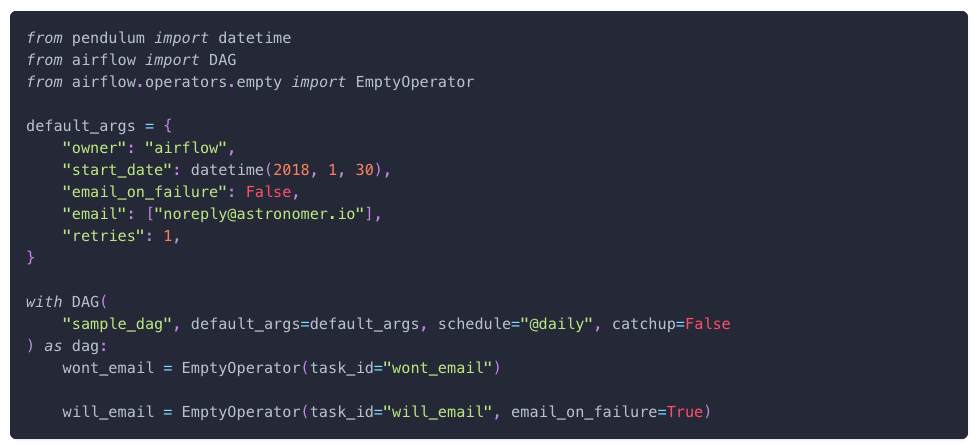 from pendulum import datetime
from airflow import DAG
from airflow.operators.empty import EmptyOperator

default_args = {
    "owner": "airflow",
    "start_date": datetime(2018, 1, 30),
    "email_on_failure": False,
    "email": ["noreply@astronomer.io"],
    "retries": 1,
}

with DAG(
    "sample_dag", default_args=default_args, schedule="@daily", catchup=False
) as dag:
    wont_email = EmptyOperator(task_id="wont_email")

    will_email = EmptyOperator(task_id="will_email", email_on_failure=True)